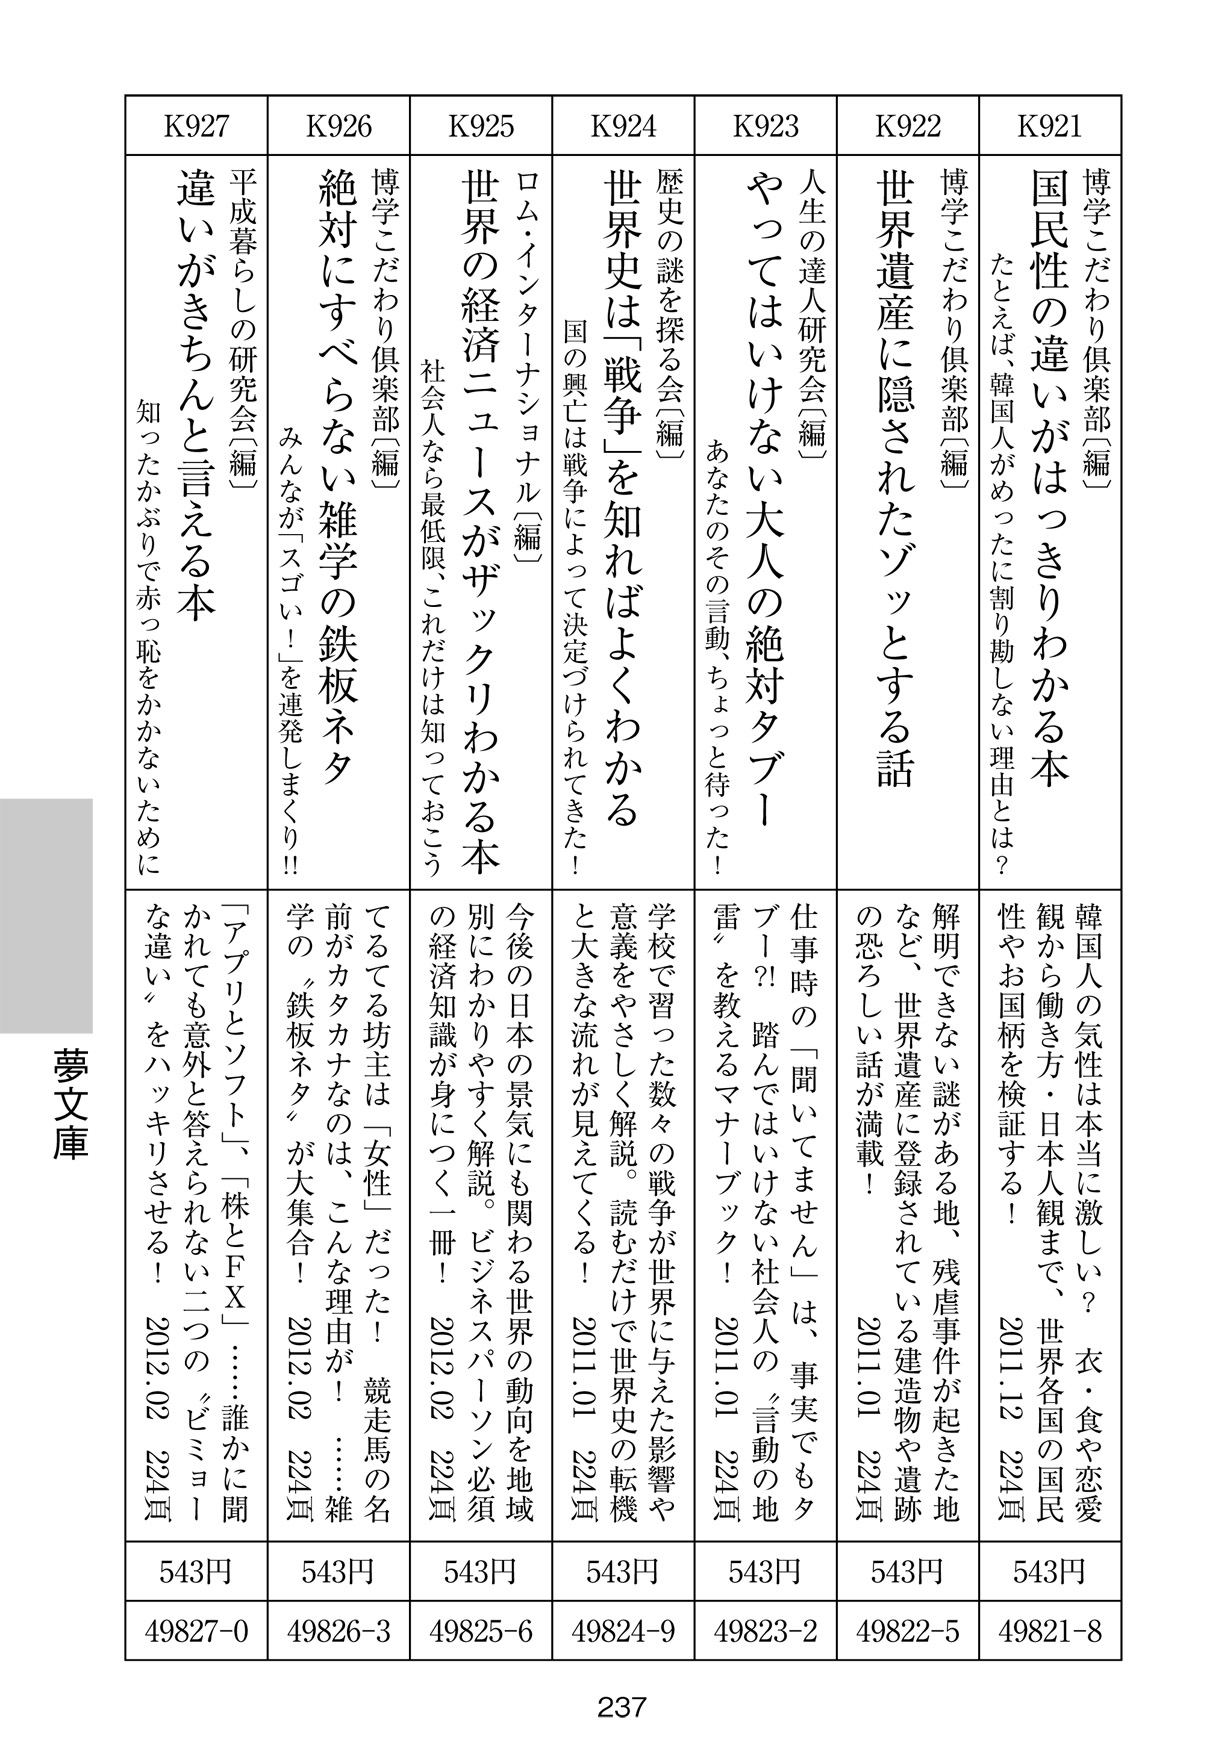 K921
博学こだわり倶楽部〔編〕
国民性の違いがはっきりわかる本
たとえば、韓国人がめったに割り勘しない理由とは？
韓国人の気性は本当に激しい？　衣・食や恋愛
観から働き方・日本人観まで、世界各国の国民
性やお国柄を検証する！　2011.12　224頁
543円
49821-8
K922
博学こだわり倶楽部〔編〕
世界遺産に隠されたゾッとする話
解明できない謎がある地、残虐事件が起きた地
など、世界遺産に登録されている建造物や遺跡
の恐ろしい話が満載！　2011.01　224頁
543円
49822-5
K923
人生の達人研究会〔編〕
やってはいけない大人の絶対タブー
あなたのその言動、ちょっと待った！
仕事時の「聞いてません」は、事実でもタ
ブー?!　踏んではいけない社会人の〝言動の地
雷〟を教えるマナーブック！　2011.01　224頁
543円
49823-2
K924
歴史の謎を探る会〔編〕
世界史は「戦争」を知ればよくわかる
国の興亡は戦争によって決定づけられてきた！
学校で習った数々の戦争が世界に与えた影響や
意義をやさしく解説。読むだけで世界史の転機
と大きな流れが見えてくる！　2011.01　224頁
543円
49824-9
K925
ロム・インターナショナル〔編〕
世界の経済ニュースがザックリわかる本
社会人なら最低限、これだけは知っておこう
今後の日本の景気にも関わる世界の動向を地域
別にわかりやすく解説。ビジネスパーソン必須
の経済知識が身につく一冊！　2012.02　224頁
543円
49825-6
K926
博学こだわり倶楽部〔編〕
絶対にすべらない雑学の鉄板ネタ
みんなが「スゴい！」を連発しまくり!!
てるてる坊主は「女性」だった！　競走馬の名
前がカタカナなのは、こんな理由が！　……雑
学の〝鉄板ネタ〟が大集合！　2012.02　224頁
543円
49826-3
K927
平成暮らしの研究会〔編〕
違いがきちんと言える本
知ったかぶりで赤っ恥をかかないために
「アプリとソフト」、「株とＦＸ」……誰かに聞
かれても意外と答えられない二つの〝ビミョー
な違い〟をハッキリさせる！　2012.02　224頁
543円
49827-0
夢文庫
237